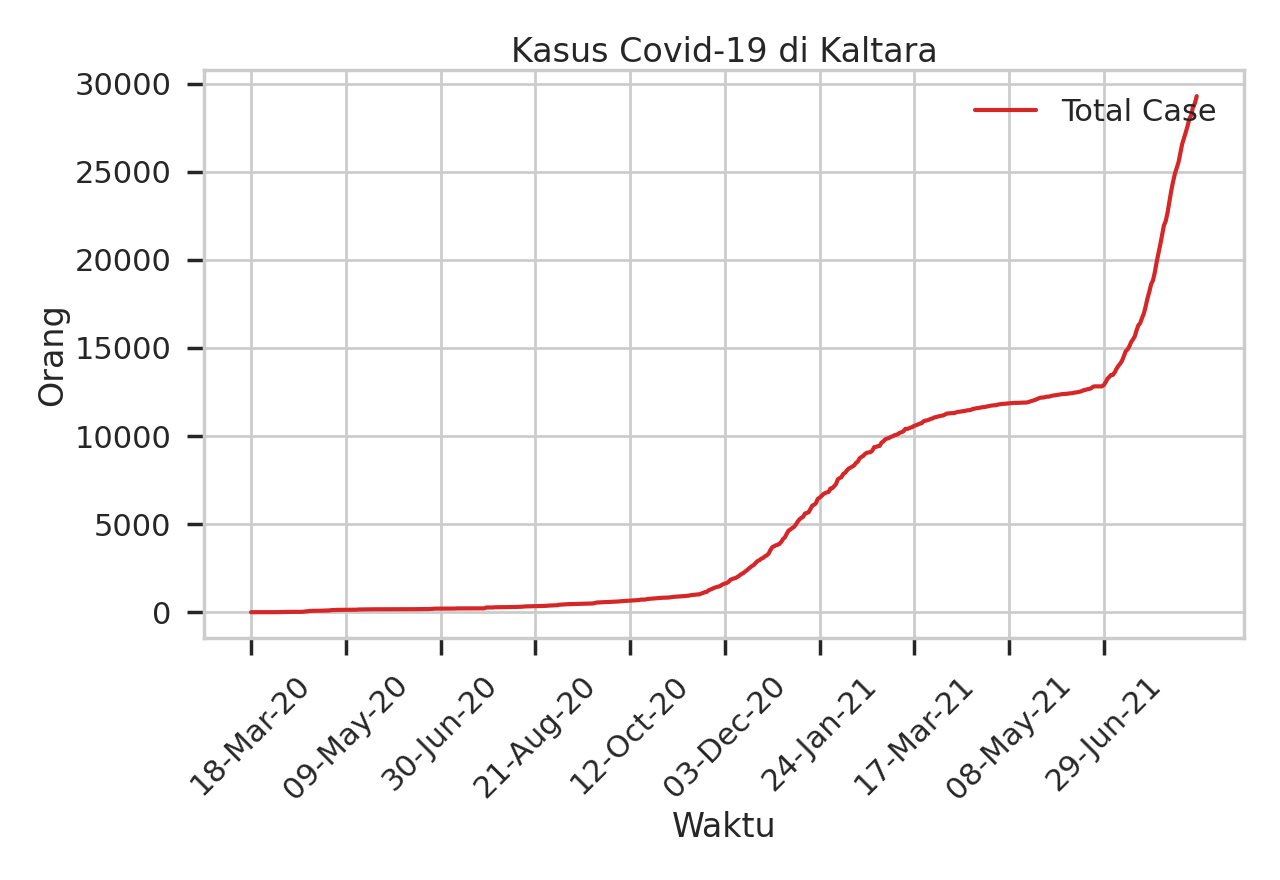 Kasus Covid-19 di Kaltara
Total Case
Orang
30000
25000
20000
15000
10000
5000
0
18-Mar-20
09-May-20
30-Jun-20
21-Aug-20
12-Oct-20
03-Dec-20
24-Jan-21
17-Mar-21
08-May-21
29-Jun-21
Waktu